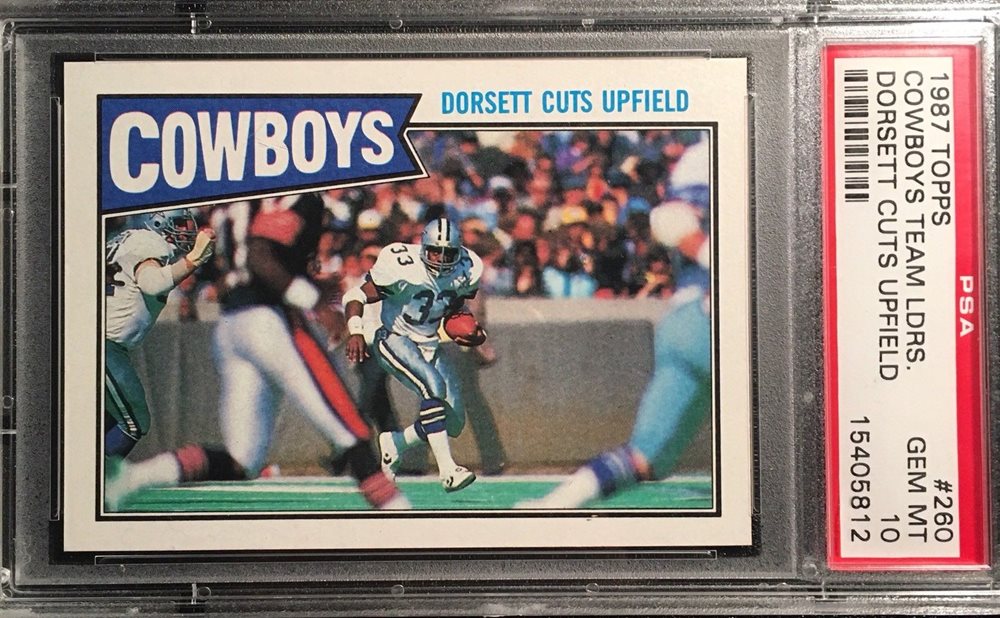 COWBOYS
DORSETT CUTS UPFIELD
33
33
1987 TOPPS #260
COWBOYS TEAM LDRS. GEM MT
DORSETT CUTS UPFIELD 10
15405812
PSA